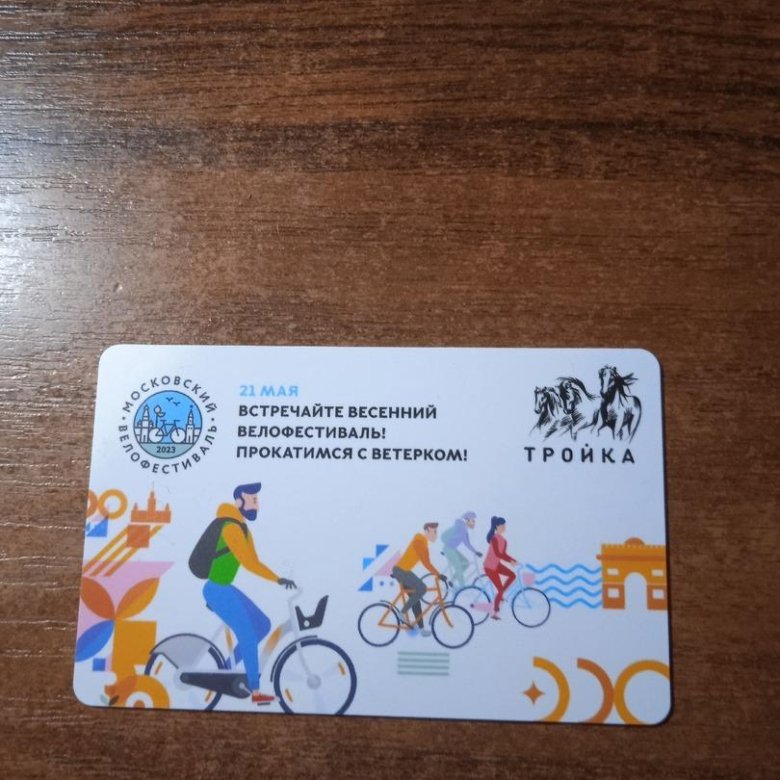 МОСКОВСКИЙ
ВЕЛОФЕСТИВАЛЬ
2023
21 МАЯ
ВСТРЕЧАЙТЕ ВЕСЕННИЙ
ВЕЛОФЕСТИВАЛЬ!
ПРОКАТИМСЯ С ВЕТЕРКОМ!
ТРОЙКА